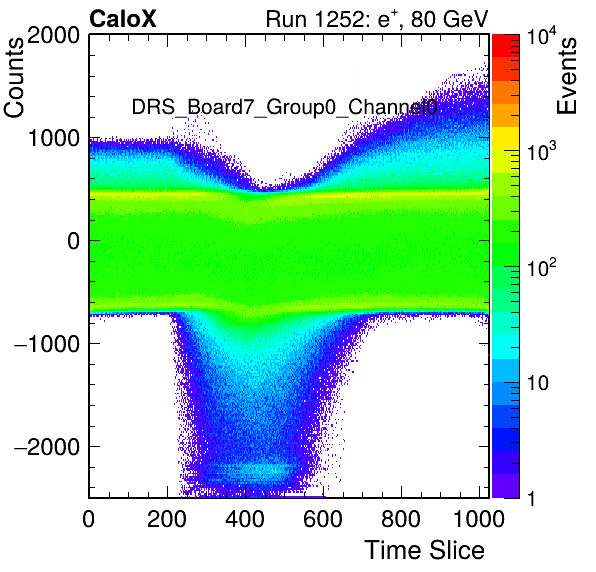 CaloX Run 1252: e⁺, 80 GeV
Counts
Events
DRS_Board7_Group0_Channel0
2000
1000
0
−1000
−2000
0 200 400 600 800 1000
Time Slice
10⁴
10³
10²
10
1